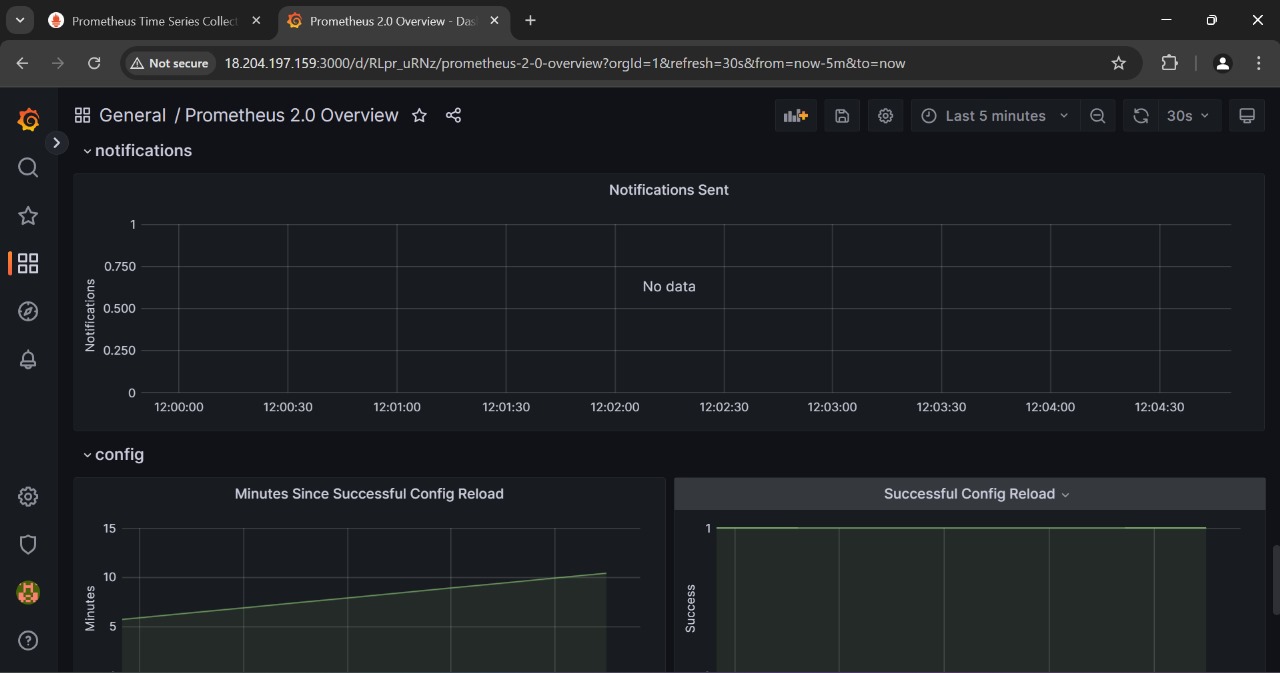 Prometheus Time Series Collect
Prometheus 2.0 Overview - Das
Not secure
18.204.197.159:3000/d/RLpr_uRNz/prometheus-2-0-overview?orgId=1&refresh=30s&from=now-5m&to=now
General / Prometheus 2.0 Overview
Last 5 minutes
30s
notifications
Notifications Sent
Notifications
1
0.750
0.500
0.250
0
No data
12:00:00 12:00:30 12:01:00 12:01:30 12:02:00 12:02:30 12:03:00 12:03:30 12:04:00 12:04:30
config
Minutes Since Successful Config Reload
Minutes
15
10
5
Successful Config Reload
Success
1